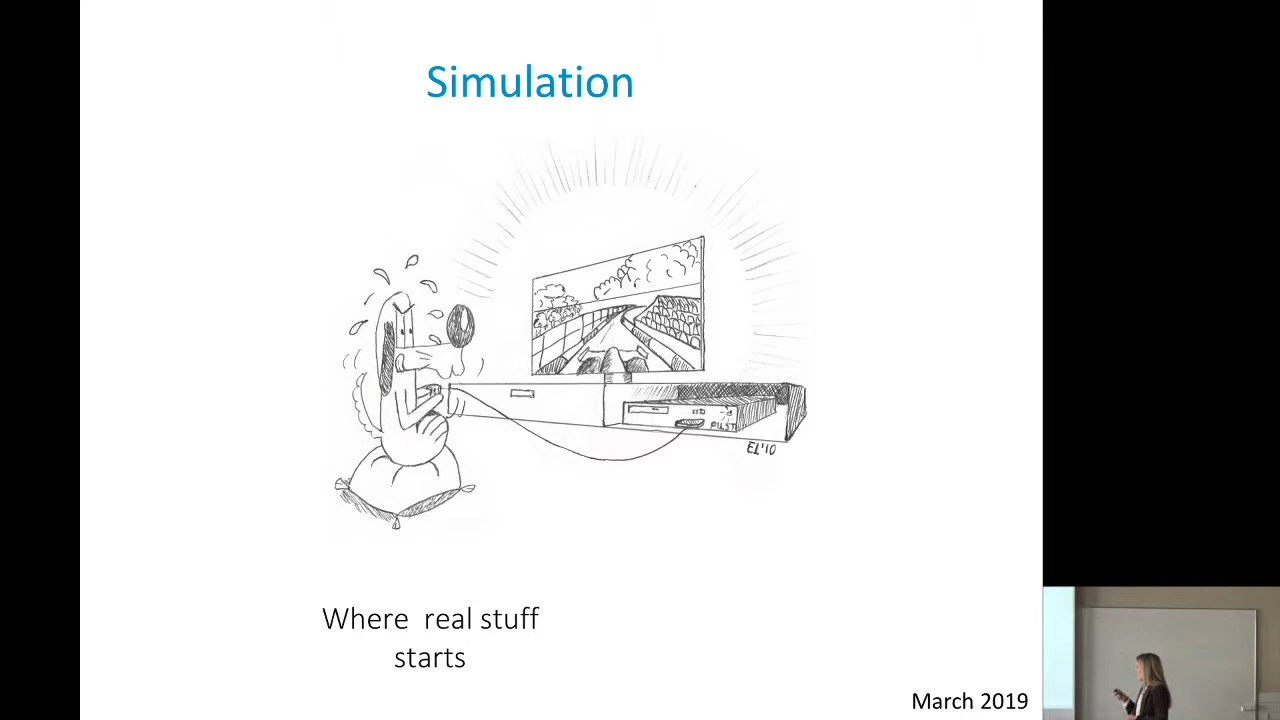 Simulation
EL'10
Where real stuff
starts
March 2019